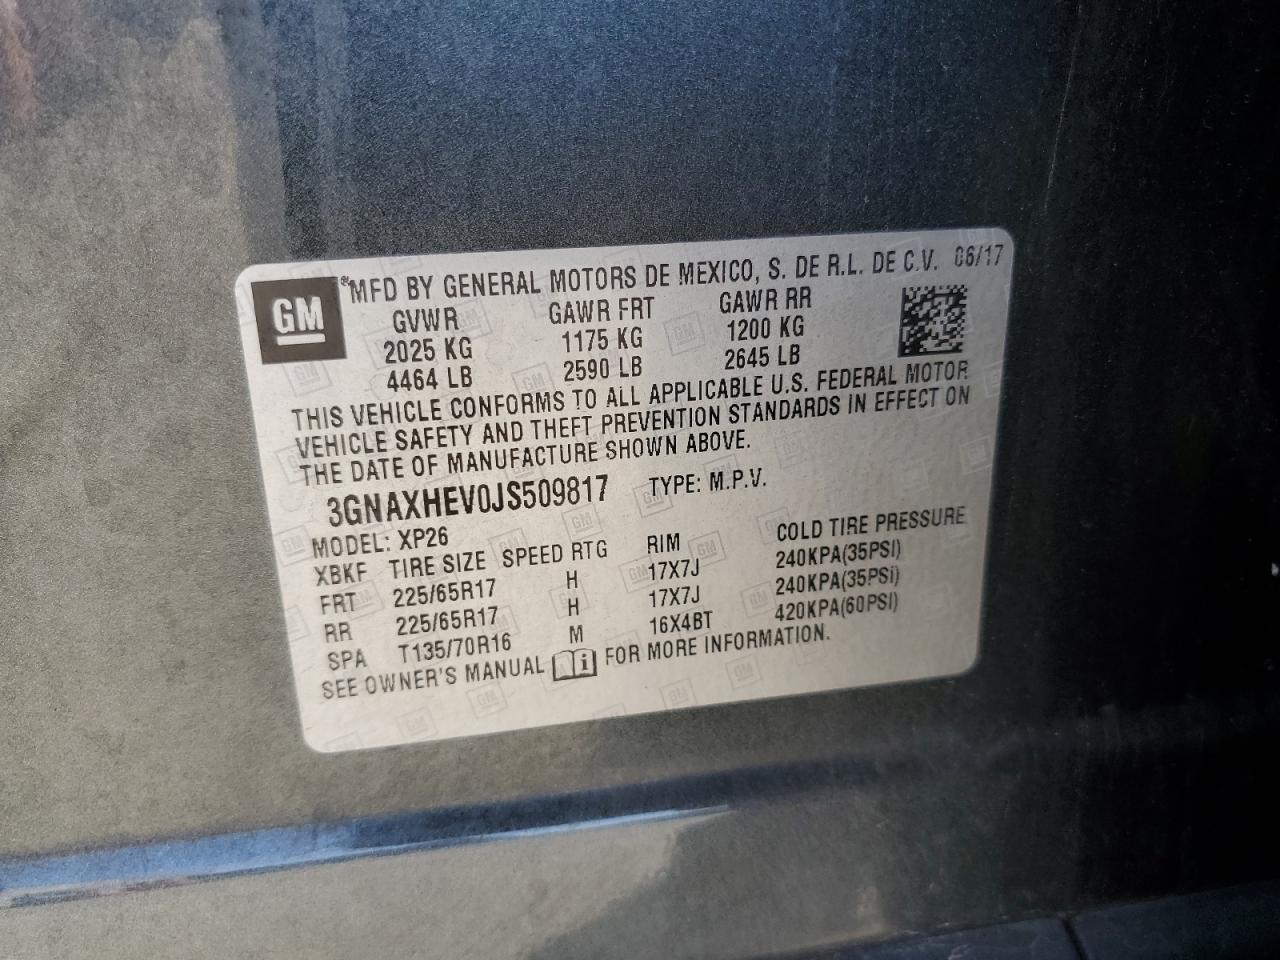 GM
*MFD BY GENERAL MOTORS DE MEXICO, S. DE R.L. DE C.V. 06/17
GVWR GAWR FRT GAWR RR
2025 KG 1175 KG 1200 KG
4464 LB 2590 LB 2645 LB
THIS VEHICLE CONFORMS TO ALL APPLICABLE U.S. FEDERAL MOTOR
VEHICLE SAFETY AND THEFT PREVENTION STANDARDS IN EFFECT ON
THE DATE OF MANUFACTURE SHOWN ABOVE.
3GNAXHEV0JS509817 TYPE: M.P.V.
MODEL: XP26
XBKF TIRE SIZE SPEED RTG RIM COLD TIRE PRESSURE
FRT 225/65R17 H 17X7J 240KPA(35PSI)
RR 225/65R17 H 17X7J 240KPA(35PSI)
SPA T135/70R16 M 16X4BT 420KPA(60PSI)
SEE OWNER'S MANUAL FOR MORE INFORMATION.